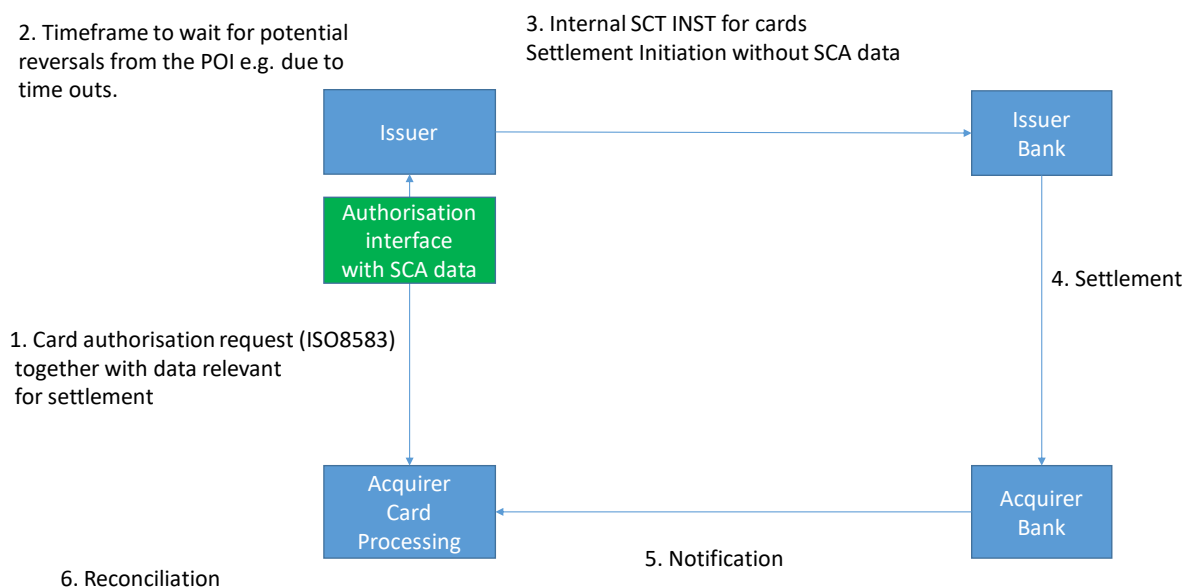 2. Timeframe to wait for potential
reversals from the POI e.g. due to
time outs.
3. Internal SCT INST for cards
Settlement Initiation without SCA data
Issuer
Issuer
Bank
Authorisation
interface
with SCA data
4. Settlement
1. Card authorisation request (ISO8583)
together with data relevant
for settlement
Acquirer
Card
Processing
Acquirer
Bank
5. Notification
6. Reconciliation